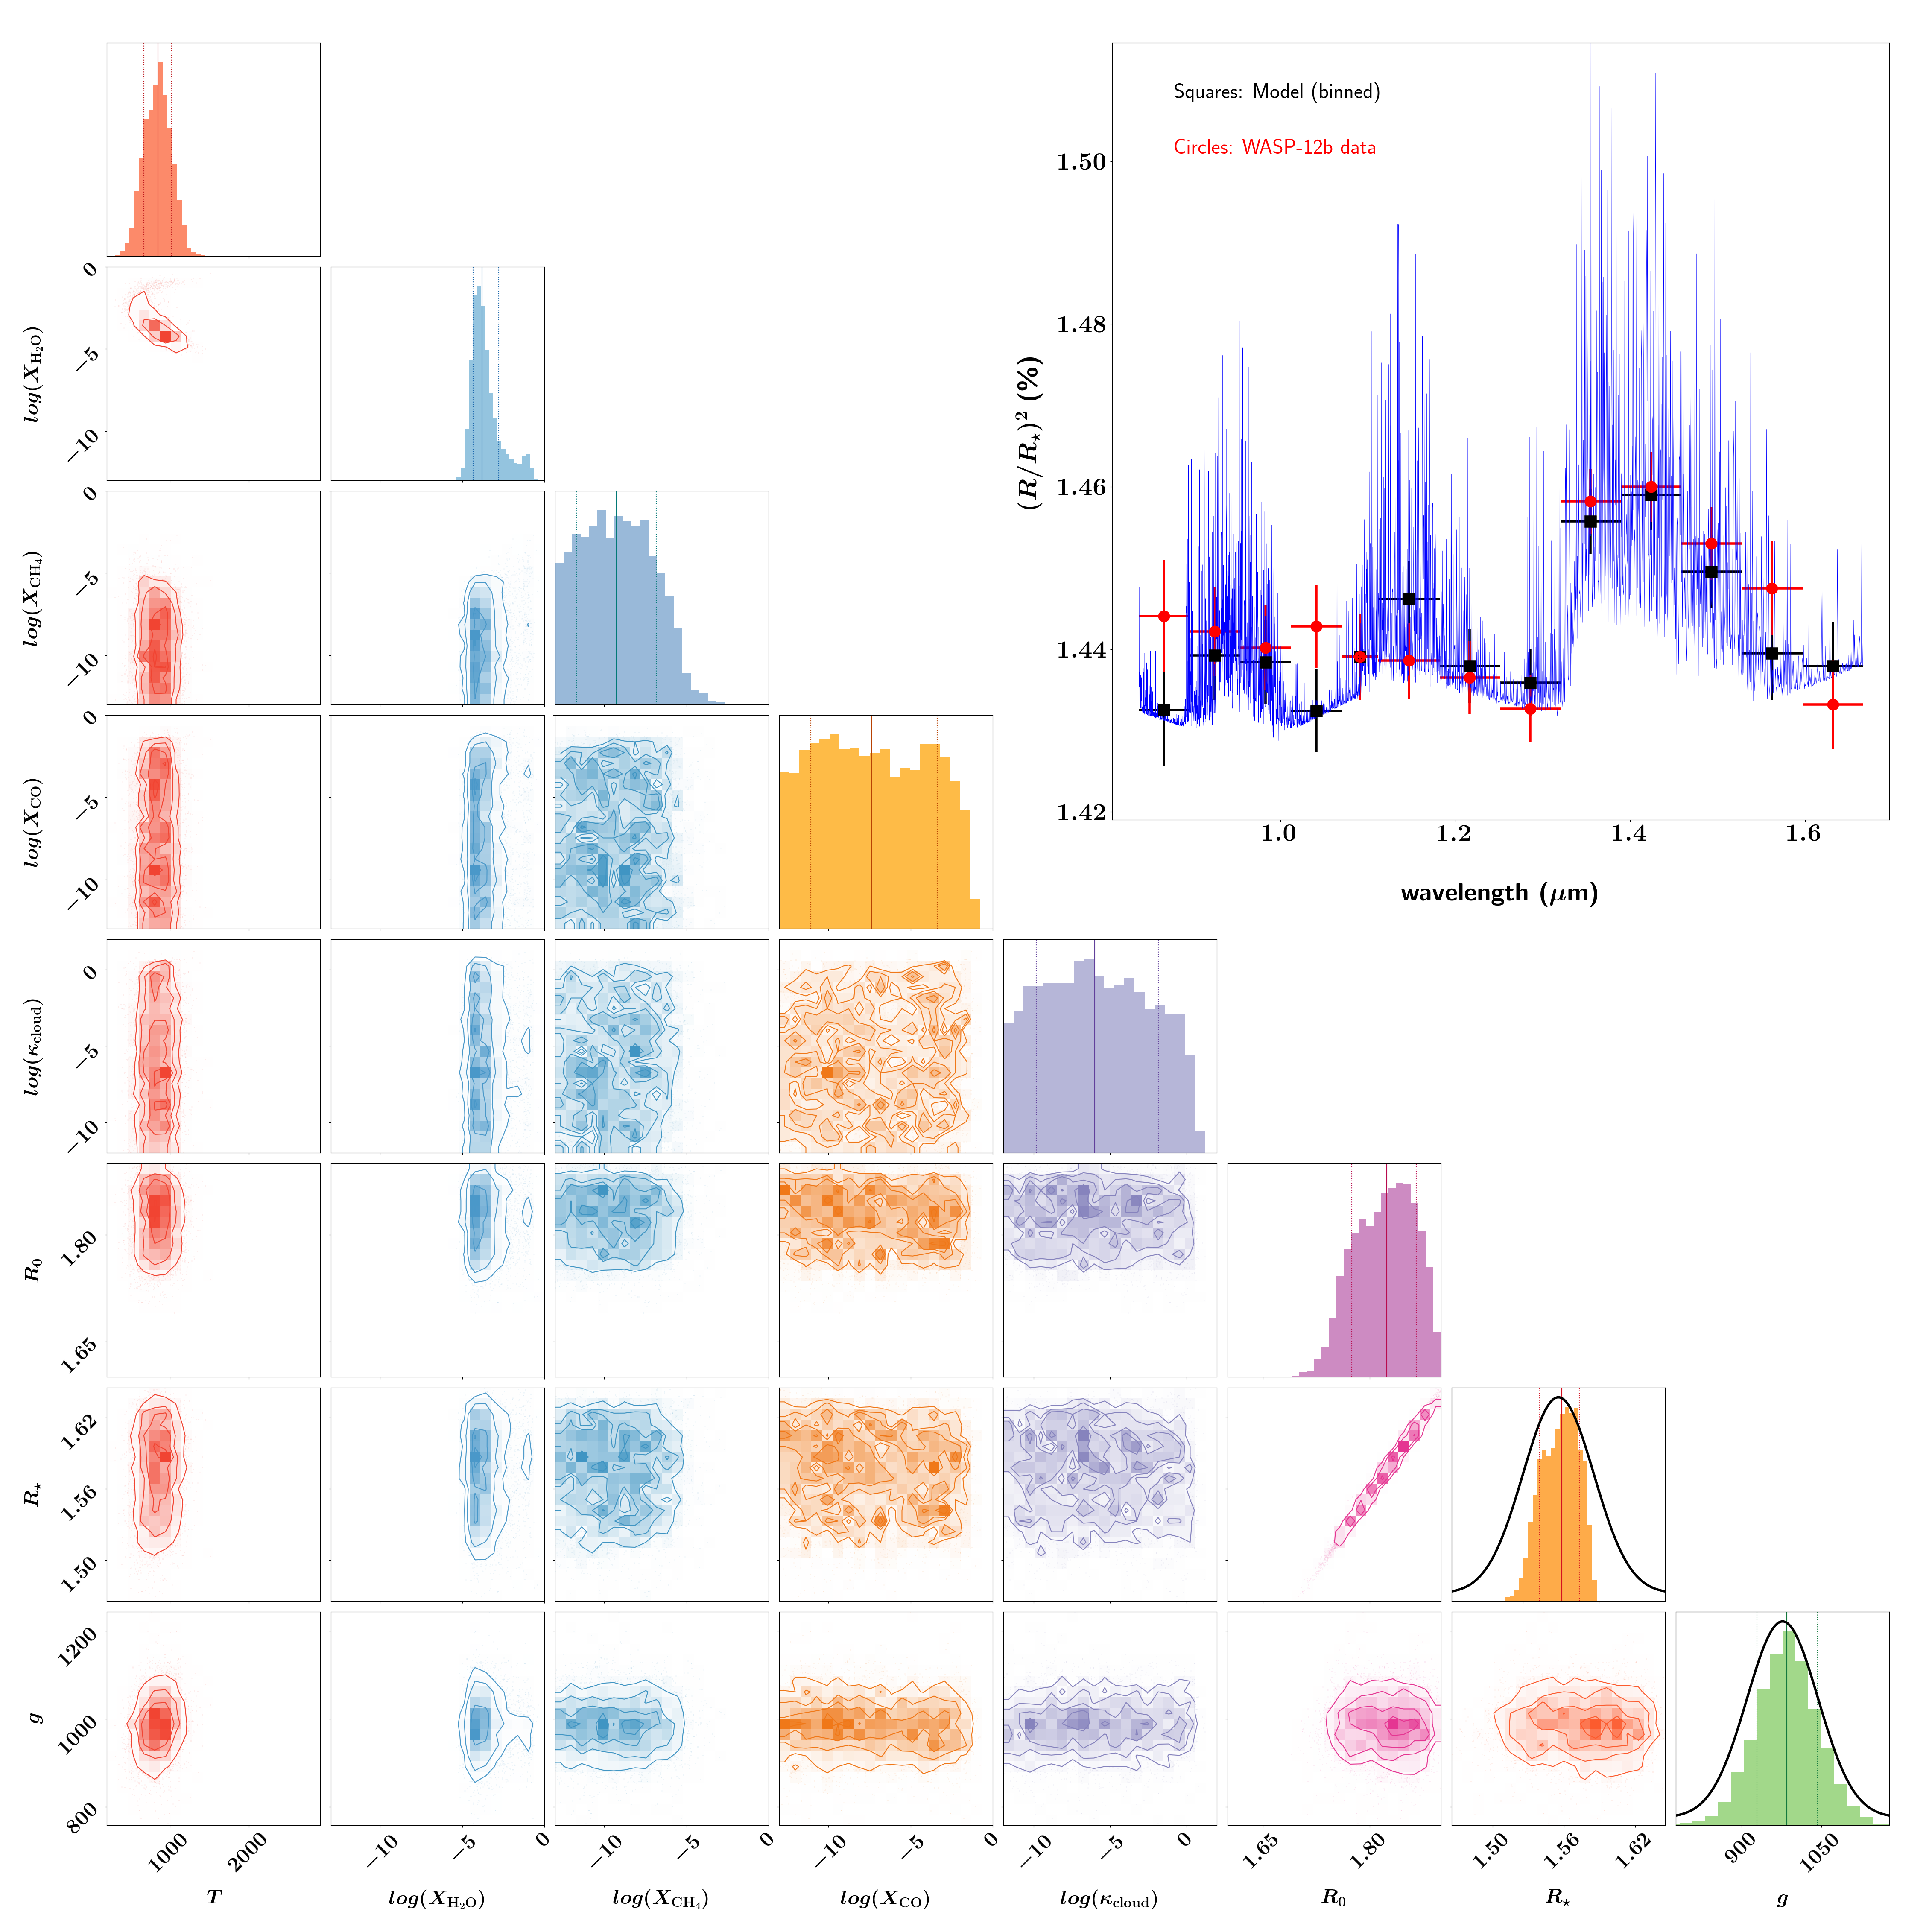 Squares: Model (binned)
Circles: WASP-12b data
(R/R⋆)² (%)
1.50
1.48
1.46
1.44
1.42
1.0 1.2 1.4 1.6
wavelength (μm)
log(X_H₂O)
0
−5
−10
log(X_CH₄)
0
−5
−10
log(X_CO)
0
−5
−10
log(κ_cloud)
0
−5
−10
R₀
1.80
1.65
R⋆
1.62
1.56
1.50
g
1200
1000
800
1000 2000 −10 −5 0 −10 −5 0 −10 −5 0 −10 −5 0 1.65 1.80 1.50 1.56 1.62 900 1050
T log(X_H₂O) log(X_CH₄) log(X_CO) log(κ_cloud) R₀ R⋆ g